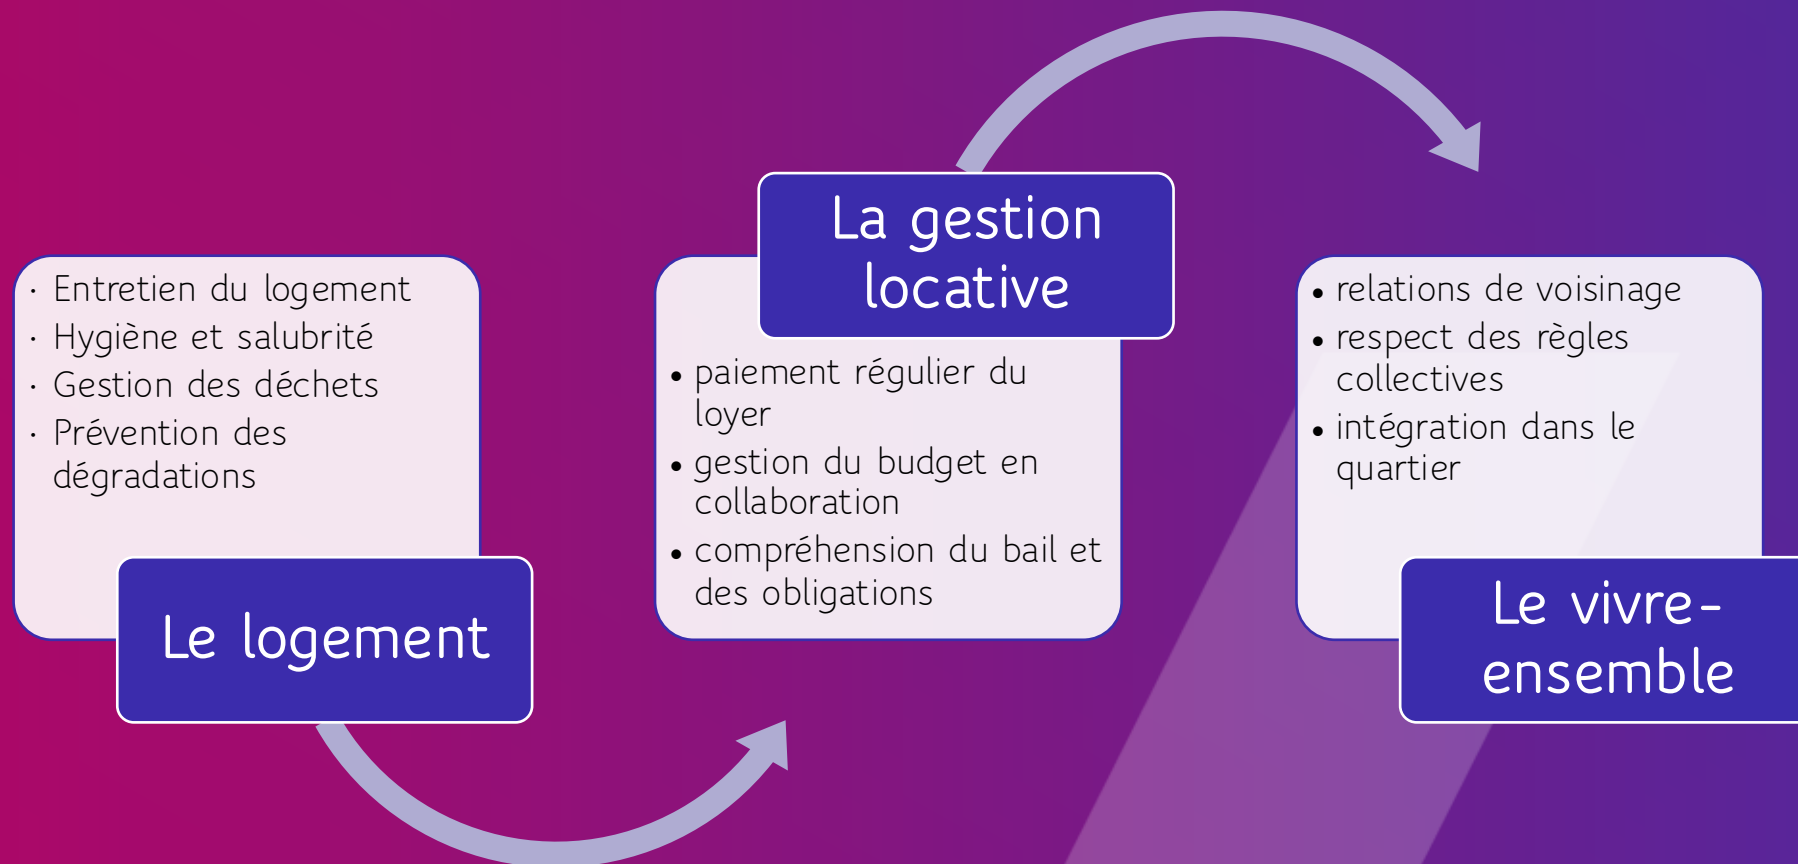 · Entretien du logement
· Hygiène et salubrité
· Gestion des déchets
· Prévention des
dégradations
Le logement
La gestion
locative
• paiement régulier du
loyer
• gestion du budget en
collaboration
• compréhension du bail et
des obligations
• relations de voisinage
• respect des règles
collectives
• intégration dans le
quartier
Le vivre-
ensemble